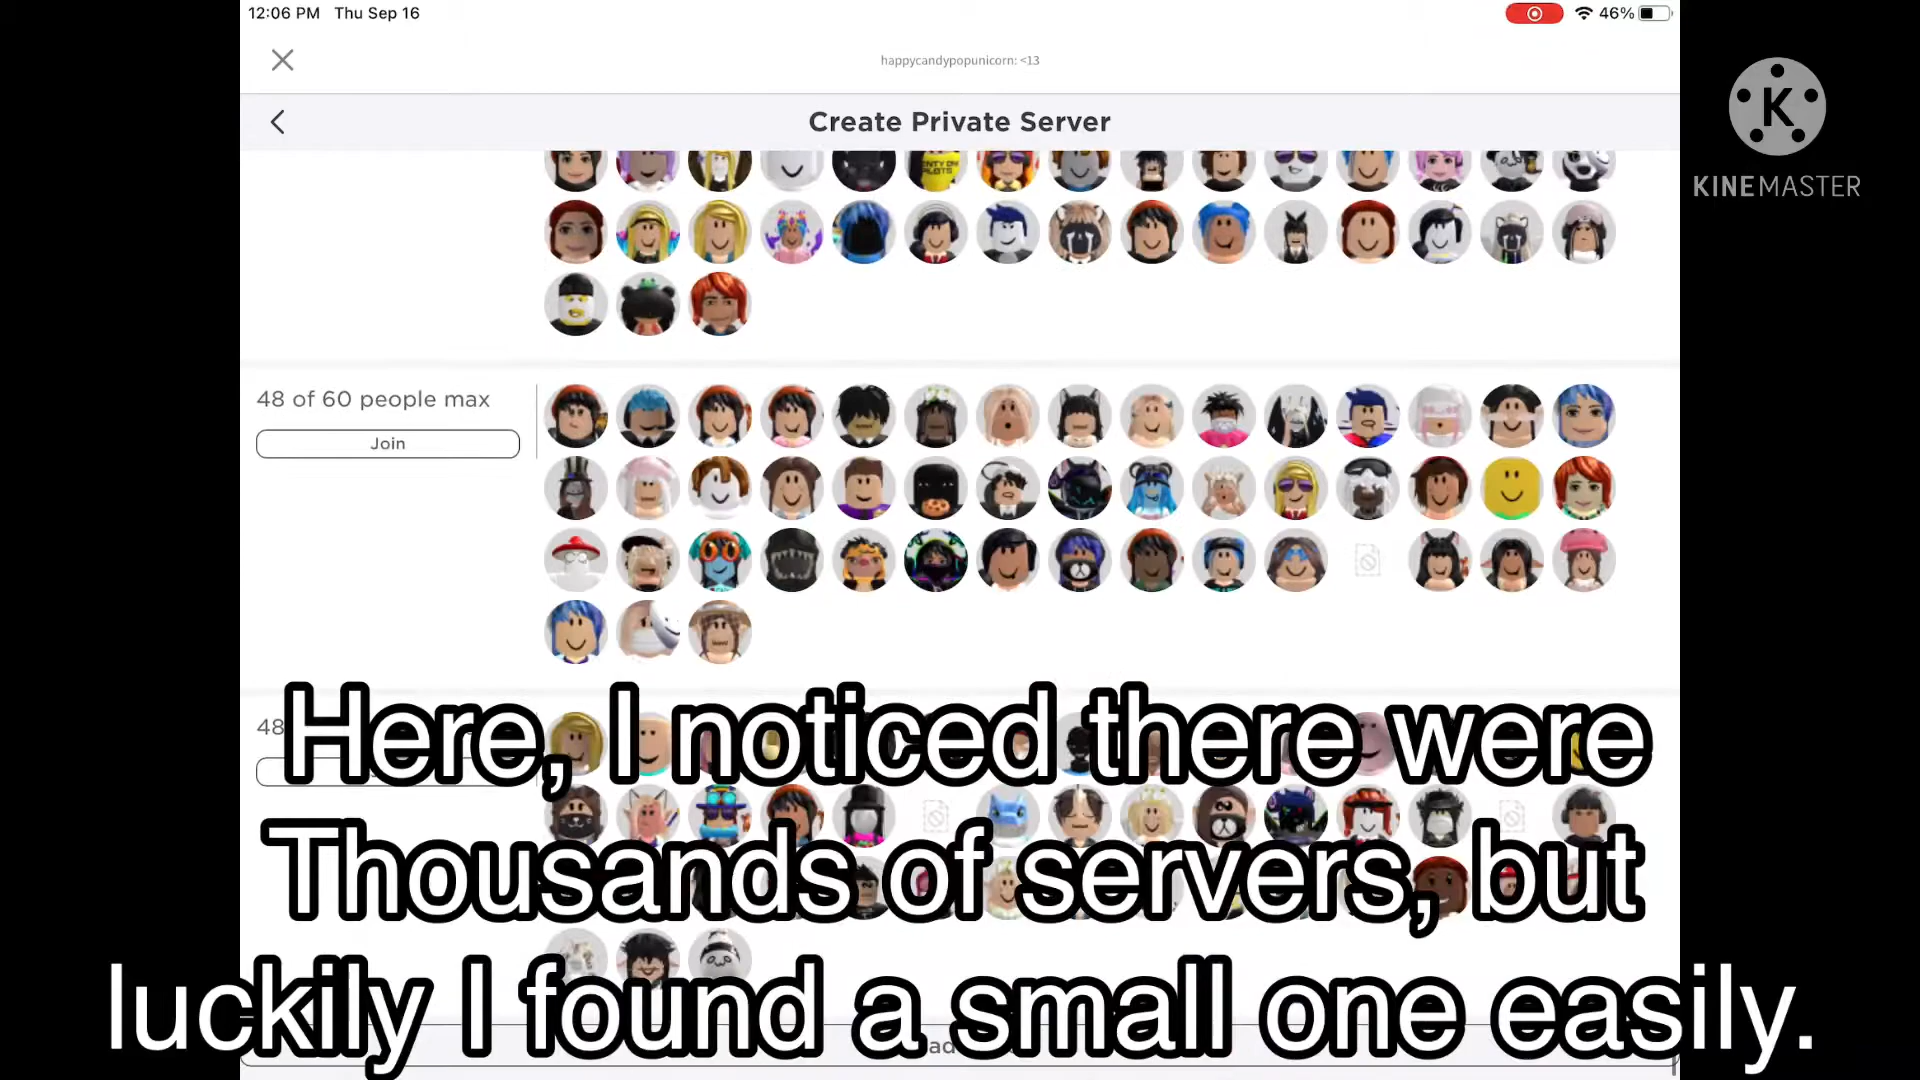 12:06 PM Thu Sep 16
46%
happycandypopunicorn: <13
Create Private Server
KINEMASTER
48 of 60 people max
Join
48
Here, I noticed there were
Thousands of servers, but
luckily I found a small one easily.